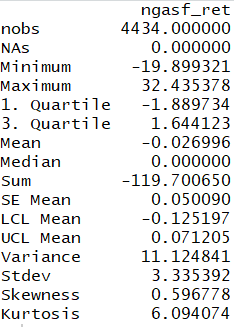 ngasf_ret
nobs 4434.000000
NAs 0.000000
Minimum -19.899321
Maximum 32.435378
1. Quartile -1.889734
3. Quartile 1.644123
Mean -0.026996
Median 0.000000
Sum -119.700650
SE Mean 0.050090
LCL Mean -0.125197
UCL Mean 0.071205
Variance 11.124841
Stdev 3.335392
Skewness 0.596778
Kurtosis 6.094074